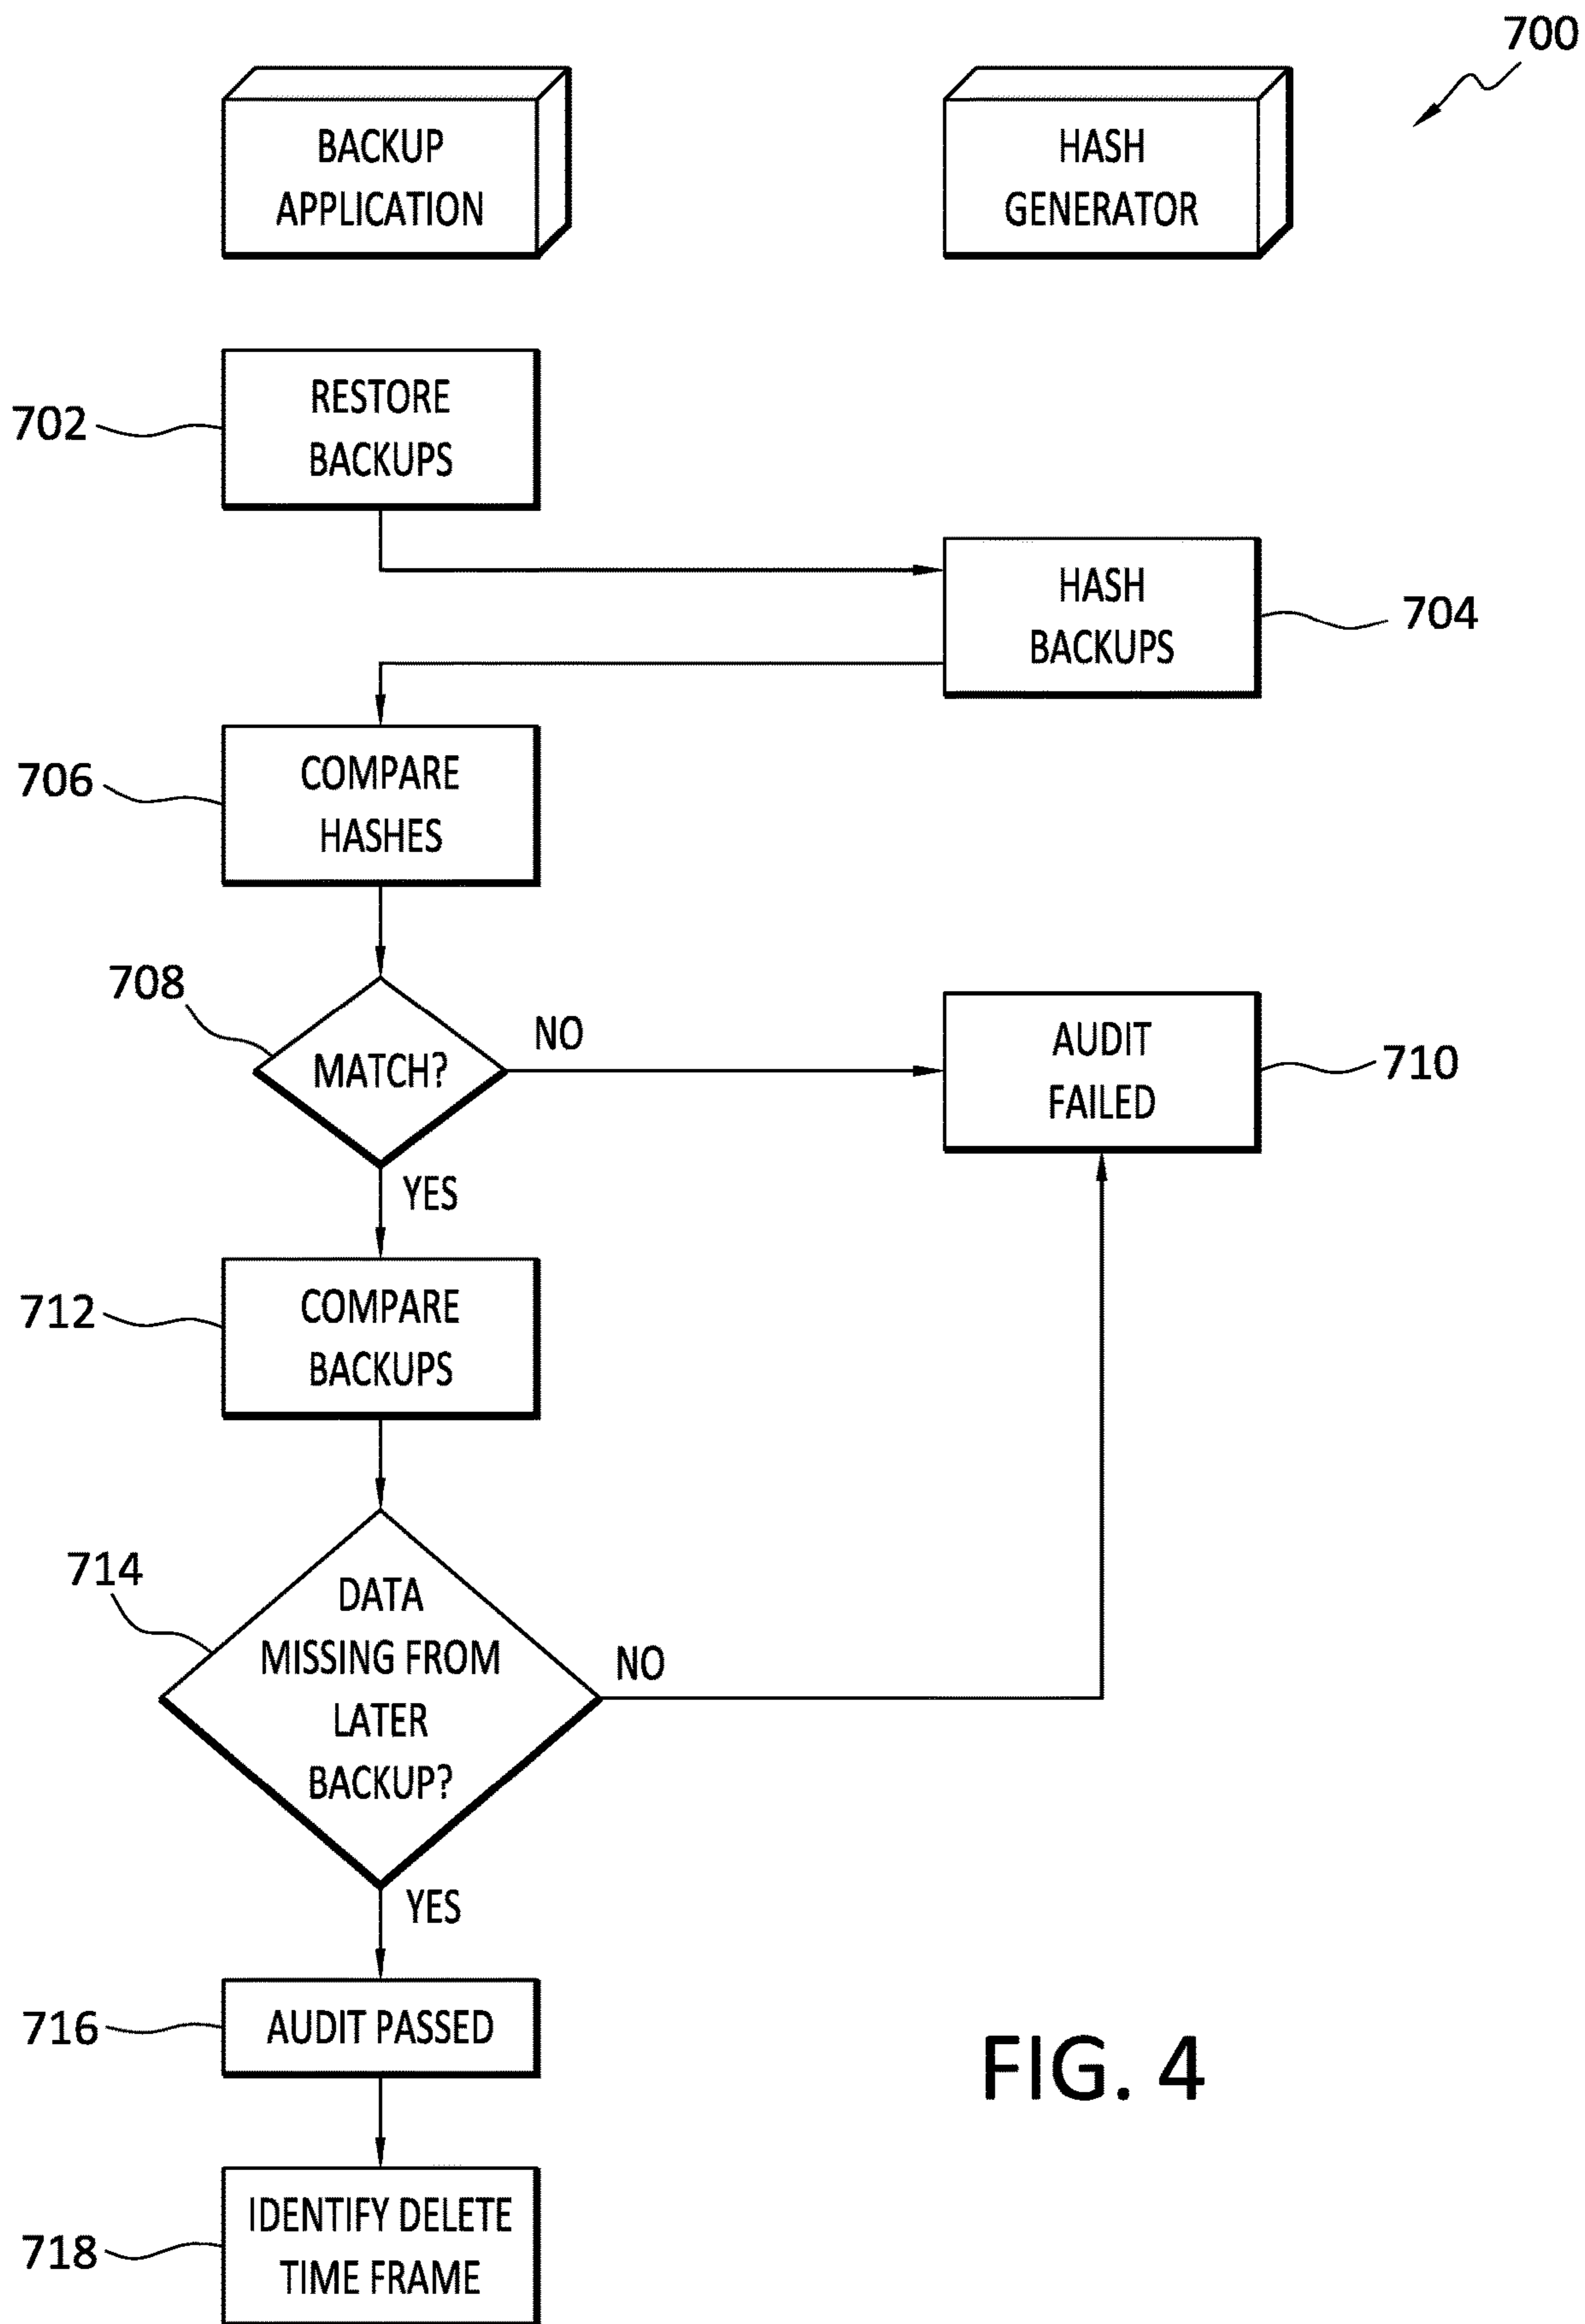 700
BACKUP
APPLICATION
HASH
GENERATOR
702
RESTORE
BACKUPS
HASH
BACKUPS
704
706
COMPARE
HASHES
708
MATCH?
NO
AUDIT
FAILED
710
YES
712
COMPARE
BACKUPS
714
DATA
MISSING FROM
LATER
BACKUP?
NO
YES
716
AUDIT PASSED
FIG. 4
718
IDENTIFY DELETE
TIME FRAME